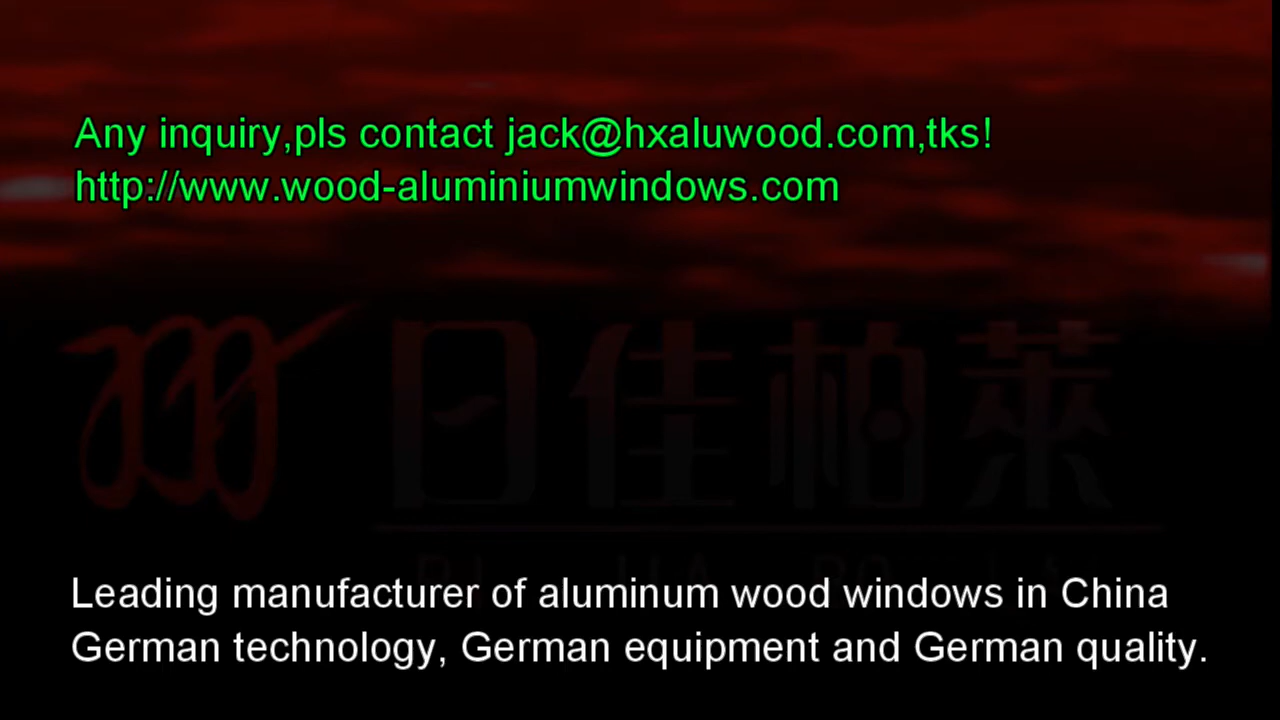 Any inquiry,pls contact jack@hxaluwood.com,tks!
http://www.wood-aluminiumwindows.com
日佳柏萊
Leading manufacturer of aluminum wood windows in China
German technology, German equipment and German quality.